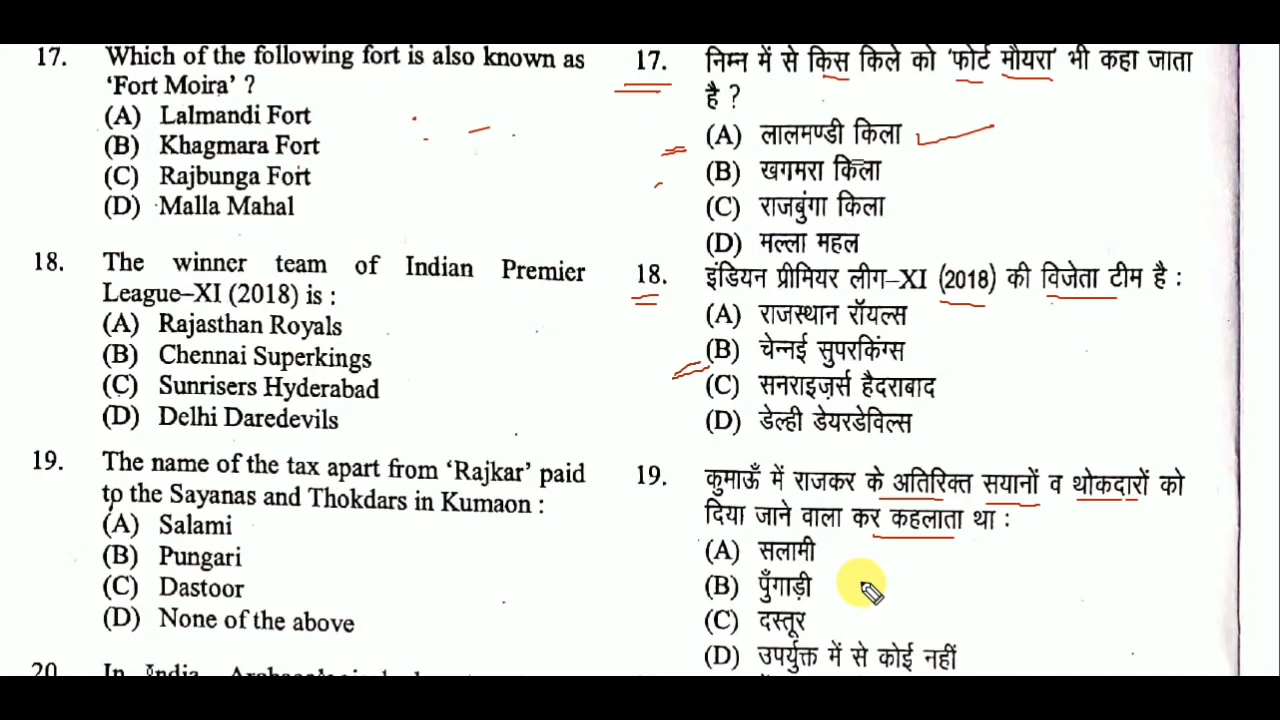 17. Which of the following fort is also known as
‘Fort Moira’ ?
(A) Lalmandi Fort
(B) Khagmara Fort
(C) Rajbunga Fort
(D) Malla Mahal
18. The winner team of Indian Premier
League–XI (2018) is :
(A) Rajasthan Royals
(B) Chennai Superkings
(C) Sunrisers Hyderabad
(D) Delhi Daredevils
19. The name of the tax apart from ‘Rajkar’ paid
to the Sayanas and Thokdars in Kumaon :
(A) Salami
(B) Pungari
(C) Dastoor
(D) None of the above
20. In India, Archaeological
17. निम्न में से किस किले को ‘फोर्ट मौयरा’ भी कहा जाता
है ?
(A) लालमण्डी किला
(B) खगमरा किला
(C) राजबुंगा किला
(D) मल्ला महल
18. इंडियन प्रीमियर लीग–XI (2018) की विजेता टीम है :
(A) राजस्थान रॉयल्स
(B) चेन्नई सुपरकिंग्स
(C) सनराइज़र्स हैदराबाद
(D) डेल्ही डेयरडेविल्स
19. कुमाऊँ में राजकर के अतिरिक्त सयानों व थोकदारों को
दिया जाने वाला कर कहलाता था :
(A) सलामी
(B) पुँगाड़ी
(C) दस्तूर
(D) उपर्युक्त में से कोई नहीं